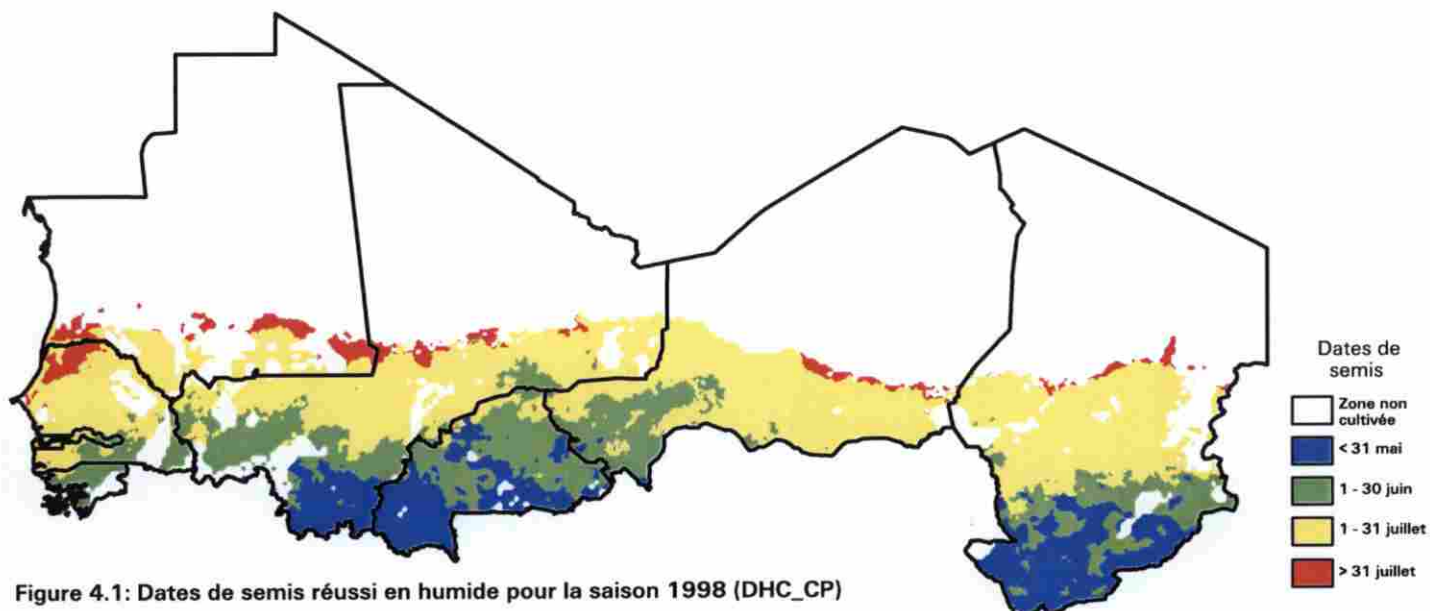 Dates de
semis
Zone non
cultivée
< 31 mai
1 - 30 juin
1 - 31 juillet
> 31 juillet
Figure 4.1: Dates de semis réussi en humide pour la saison 1998 (DHC_CP)